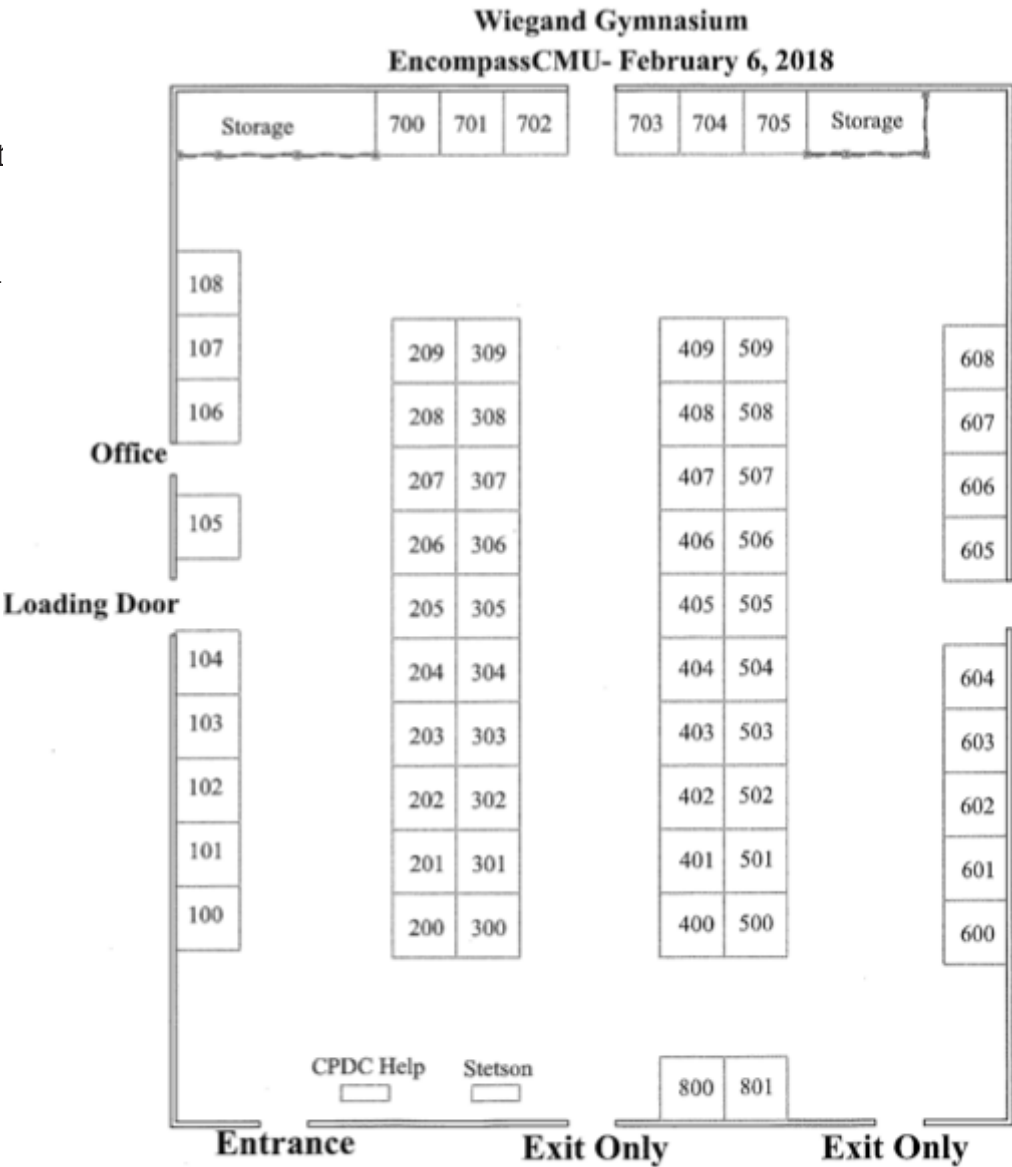 Wiegand Gymnasium
EncompassCMU- February 6, 2018
Storage 700 701 702 703 704 705 Storage
108
107 209 309 409 509 608
106 208 308 408 508 607
Office
207 307 407 507 606
105 206 306 406 506 605
Loading Door 205 305 405 505
104 204 304 404 504 604
103 203 303 403 503 603
102 202 302 402 502 602
101 201 301 401 501 601
100 200 300 400 500 600
CPDC Help Stetson 800 801
Entrance Exit Only Exit Only